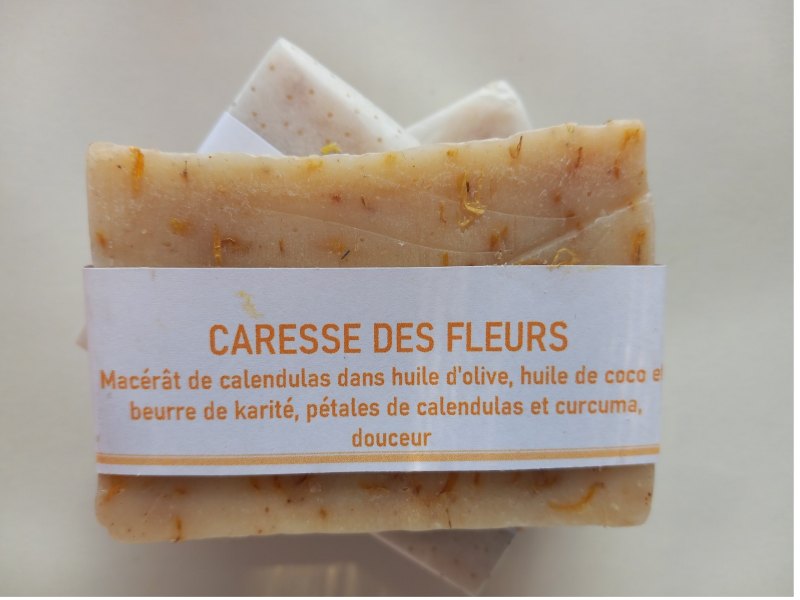 CARESSE DES FLEURS
Macérât de calendulas dans huile d'olive, huile de coco et
beurre de karité, pétales de calendulas et curcuma,
douceur